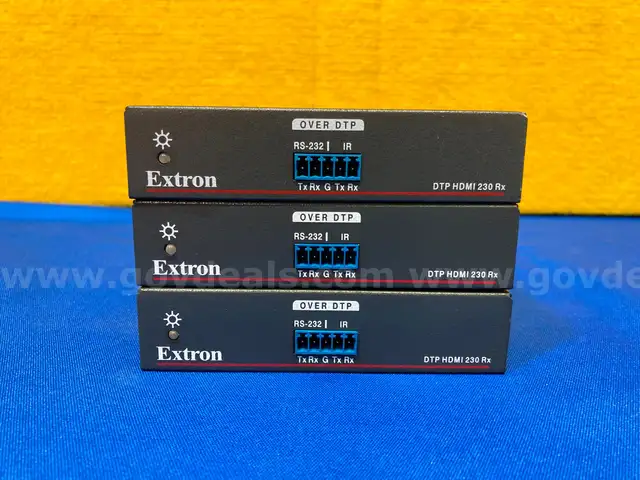 OVER DTP
RS-232 | IR
Tx Rx G Tx Rx
Extron
DTP HDMI 230 Rx
OVER DTP
RS-232 | IR
Tx Rx G Tx Rx
Extron
DTP HDMI 230 Rx
OVER DTP
RS-232 | IR
Tx Rx G Tx Rx
Extron
DTP HDMI 230 Rx
www.govdeals.com www.govde